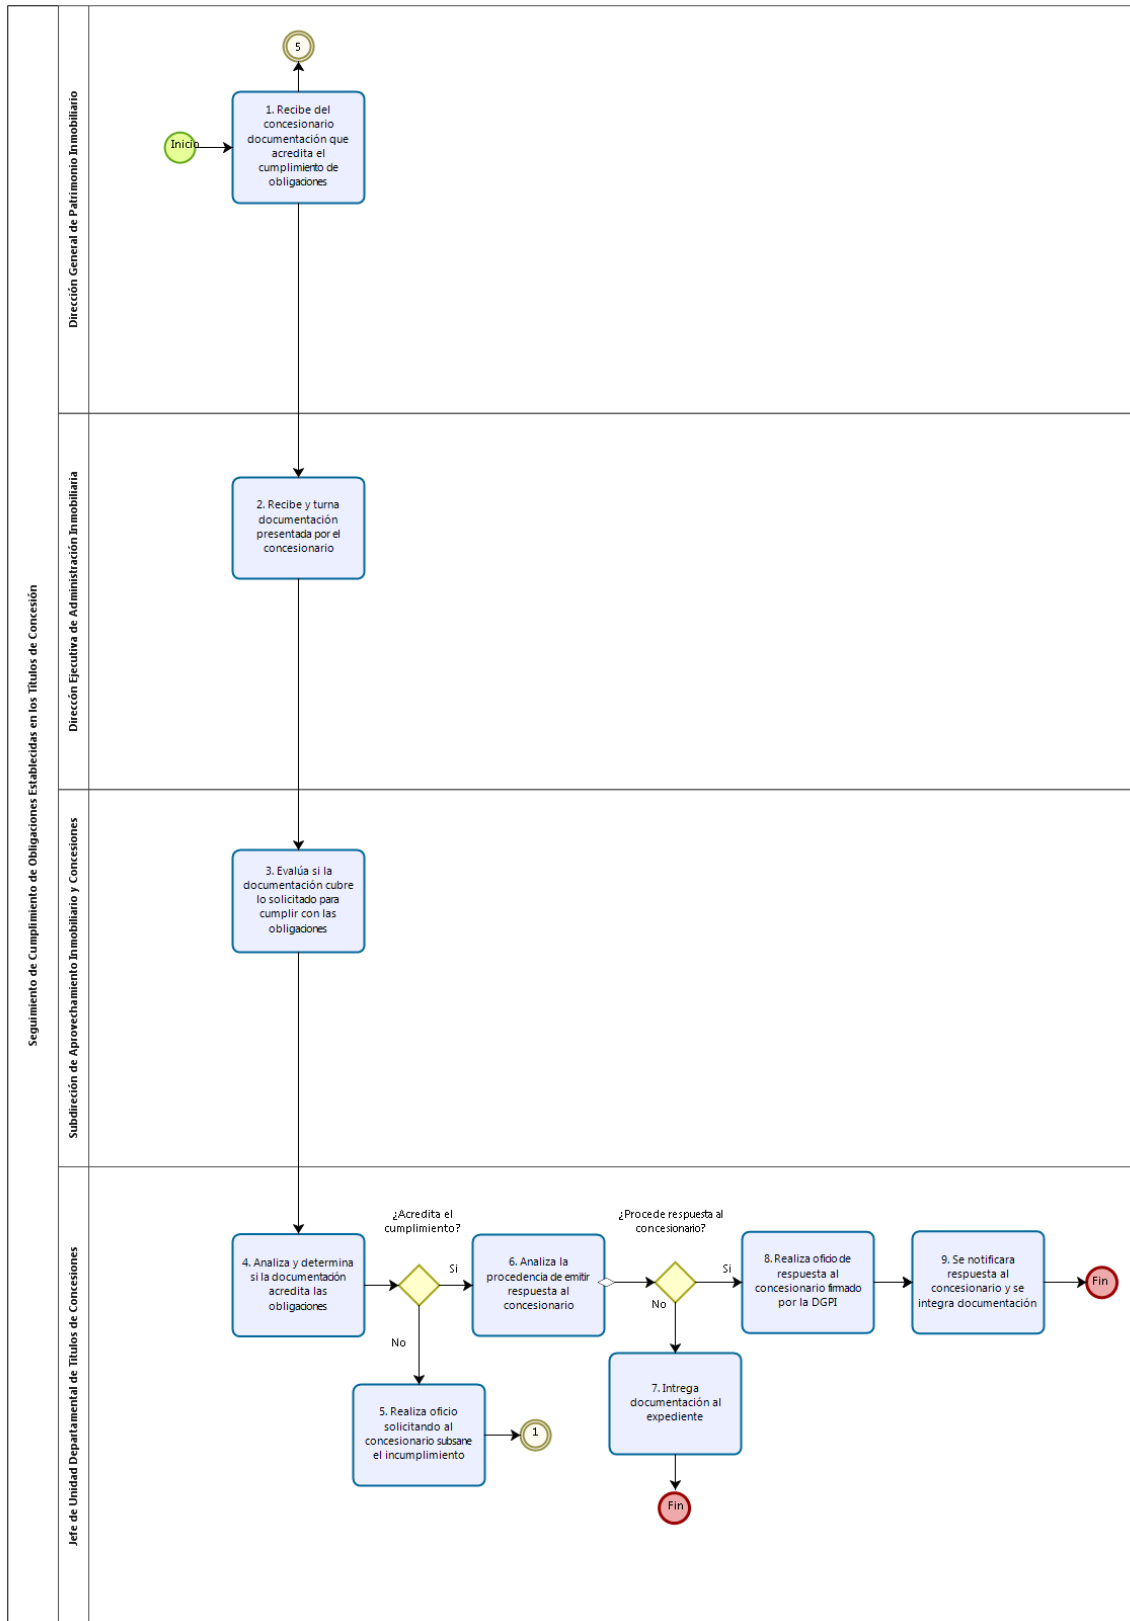 Seguimiento de Cumplimiento de Obligaciones Establecidas en los Títulos de Concesión
Dirección General de Patrimonio Inmobiliario
5
Inicio
1. Recibe del
concesionario
documentación que
acredita el
cumplimiento de
obligaciones
Direccón Ejecutiva de Administración Inmobiliaria
2. Recibe y turna
documentación
presentada por el
concesionario
Subdireción de Aprovechamiento Inmobiliario y Concesiones
3. Evalúa si la
documentación cubre
lo solicitado para
cumplir con las
obligaciones
Jefe de Unidad Departamental de Títulos de Concesiones
4. Analiza y determina
si la documentación
acredita las
obligaciones
¿Acredita el
cumplimiento?
Si
No
5. Realiza oficio
solicitando al
concesionario subsane
el incumplimiento
1
6. Analiza la
procedencia de emitir
respuesta al
concesionario
¿Procede respuesta al
concesionario?
Si
No
7. Intrega
documentación al
expediente
Fin
8. Realiza oficio de
respuesta al
concesionario firmado
por la DGPI
9. Se notificara
respuesta al
concesionario y se
integra documentación
Fin